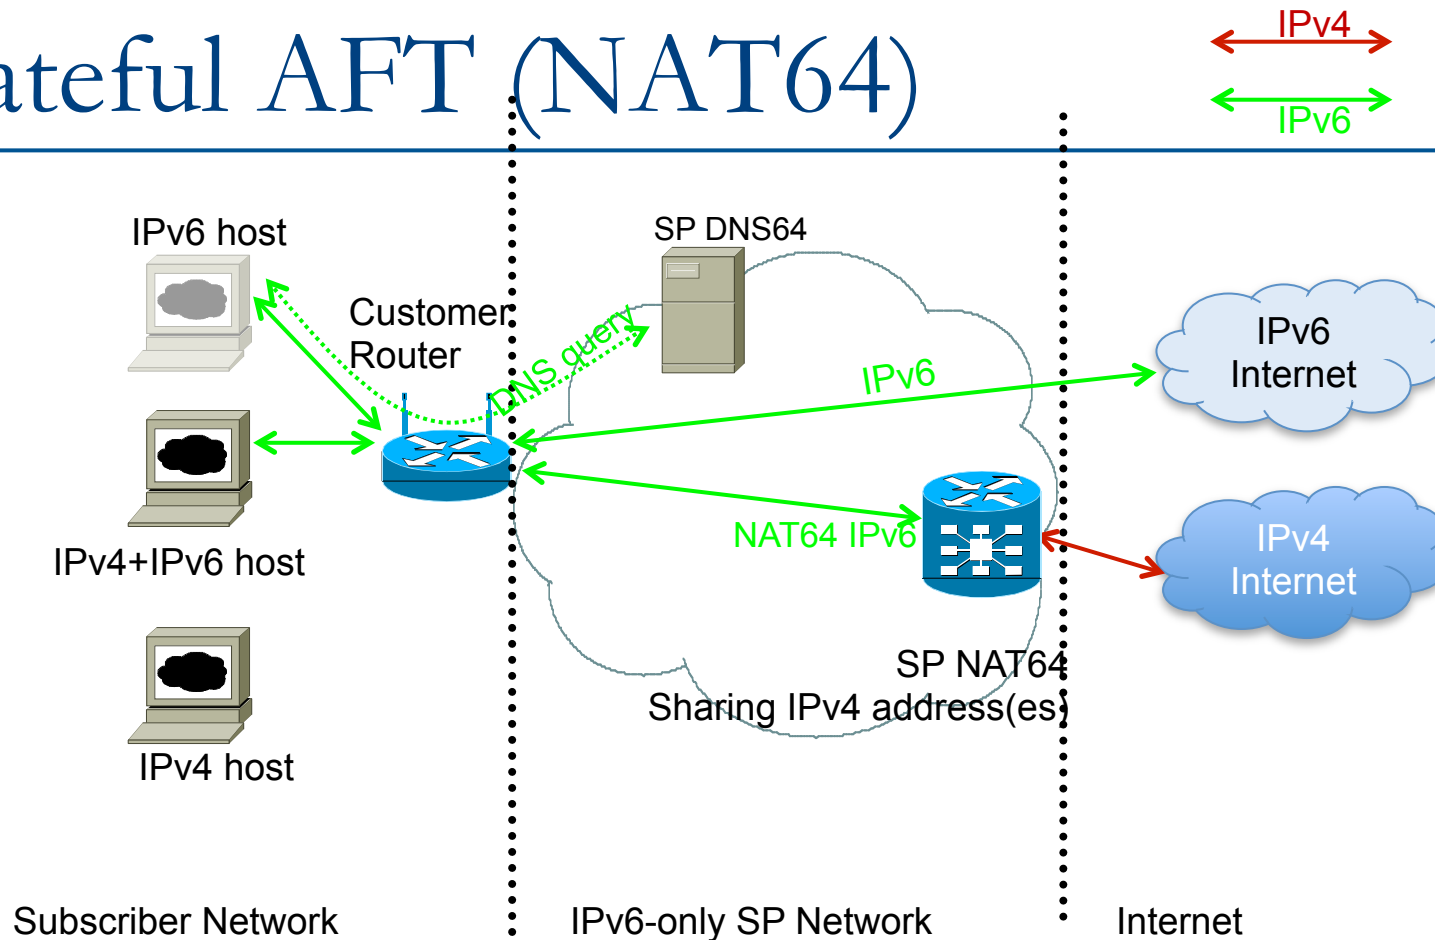 ateful AFT (NAT64)
IPv4
IPv6
IPv6 host
SP DNS64
Customer
Router
DNS query
IPv6
IPv6
Internet
NAT64 IPv6
IPv4
Internet
IPv4+IPv6 host
SP NAT64
Sharing IPv4 address(es)
IPv4 host
Subscriber Network
IPv6-only SP Network
Internet